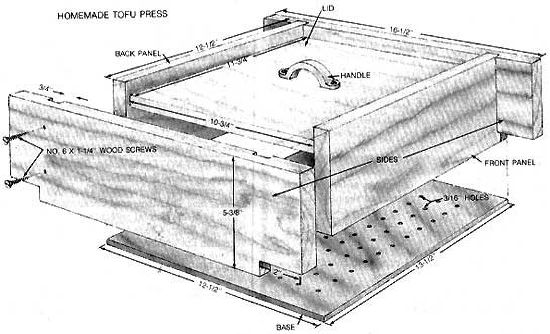 HOMEMADE TOFU PRESS
LID
16-1/2"
12-1/2"
BACK PANEL
11-3/4"
HANDLE
3/4"
10-3/4"
NO. 6 X 1-1/4" WOOD SCREWS
SIDES
FRONT PANEL
5-3/8"
3/16" HOLES
2"
13-1/2"
12-1/2"
BASE